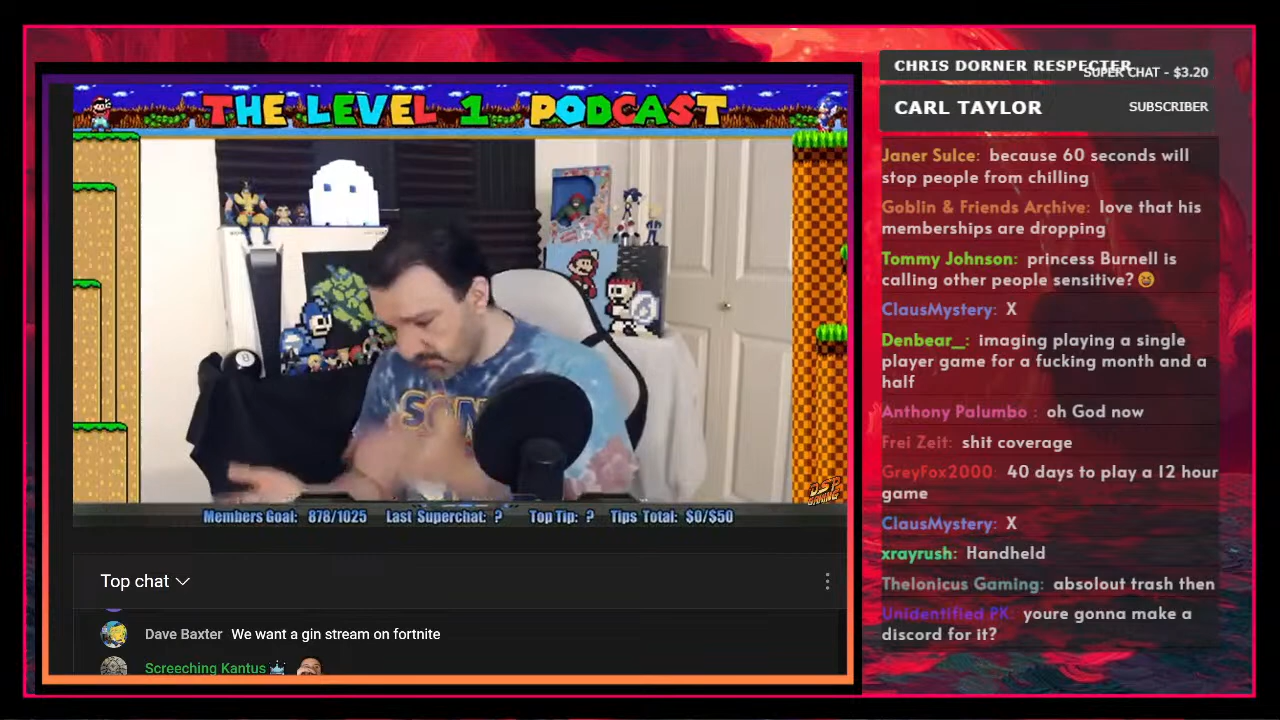 THE LEVEL 1 PODCAST
SON
DSP
GAMING
Members Goal: 878/1025 Last Superchat: ? Top Tip: ? Tips Total: $0/$50
Top chat
Dave Baxter We want a gin stream on fortnite
Screeching Kantus
CHRIS DORNER RESPECTER
SUPER CHAT - $3.20
CARL TAYLOR SUBSCRIBER
Janer Sulce: because 60 seconds will
stop people from chilling
Goblin & Friends Archive: love that his
memberships are dropping
Tommy Johnson: princess Burnell is
calling other people sensitive?
ClausMystery: X
Denbear_: imaging playing a single
player game for a fucking month and a
half
Anthony Palumbo : oh God now
Frei Zeit: shit coverage
GreyFox2000: 40 days to play a 12 hour
game
ClausMystery: X
xrayrush: Handheld
Thelonicus Gaming: absolout trash then
Unidentified PK: youre gonna make a
discord for it?